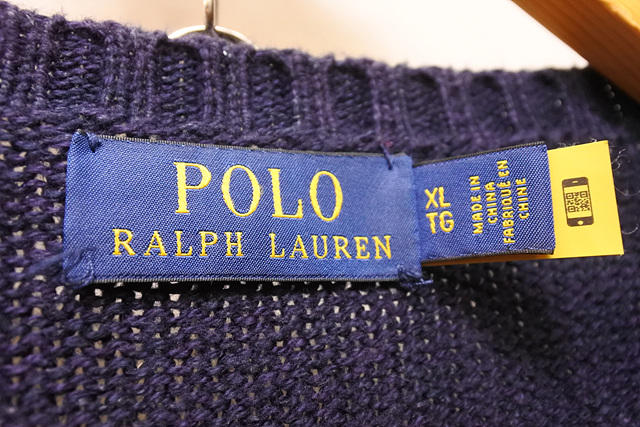 POLO
RALPH LAUREN
XL
TG
MADE IN
CHINA
FABRIQUÉ EN
CHINE